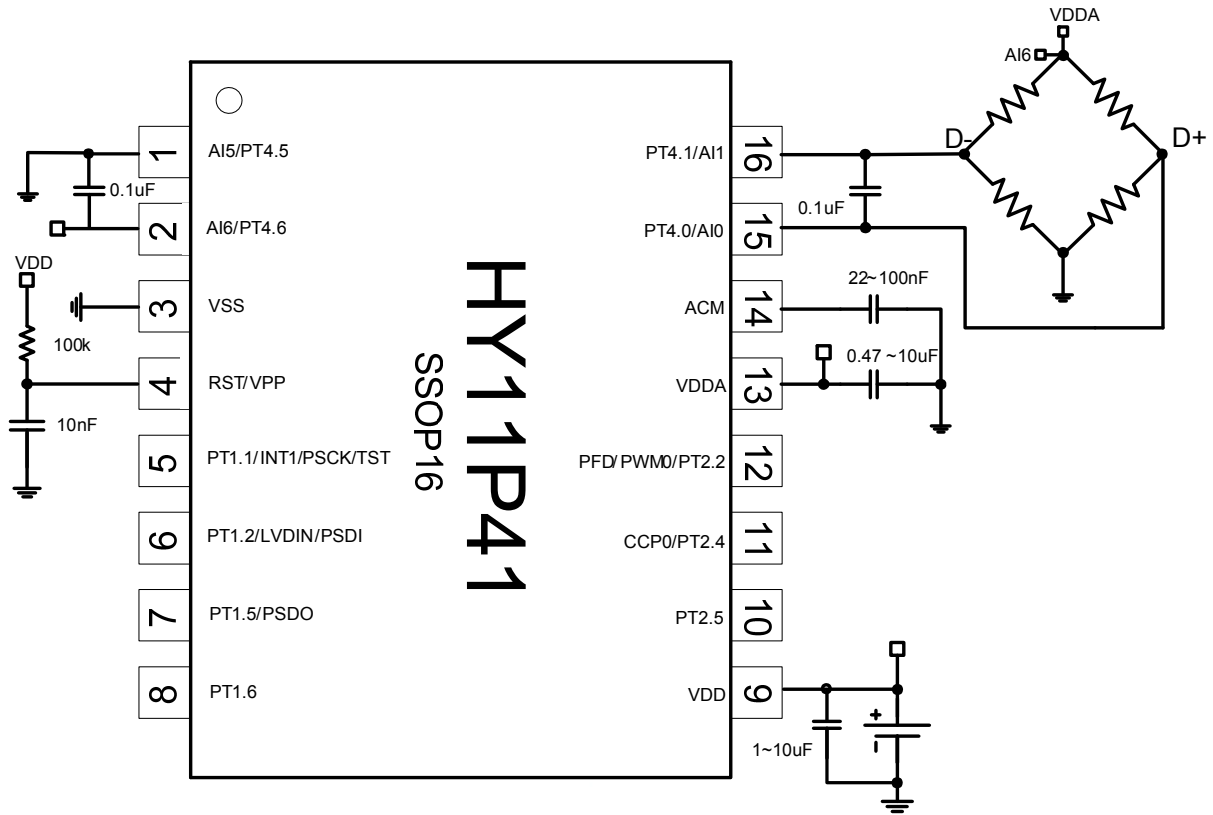 VDDA
AI6
D-
D+
1
AI5/PT4.5
0.1uF
2
AI6/PT4.6
VDD
3
VSS
100k
4
RST/VPP
10nF
5
PT1.1/INT1/PSCK/TST
6
PT1.2/LVDIN/PSDI
7
PT1.5/PSDO
8
PT1.6
HY11P41
SSOP16
PT4.1/AI1
16
0.1uF
PT4.0/AI0
15
22~100nF
ACM
14
0.47 ~10uF
VDDA
13
PFD/PWM0/PT2.2
12
CCP0/PT2.4
11
PT2.5
10
VDD
9
1~10uF
+
-